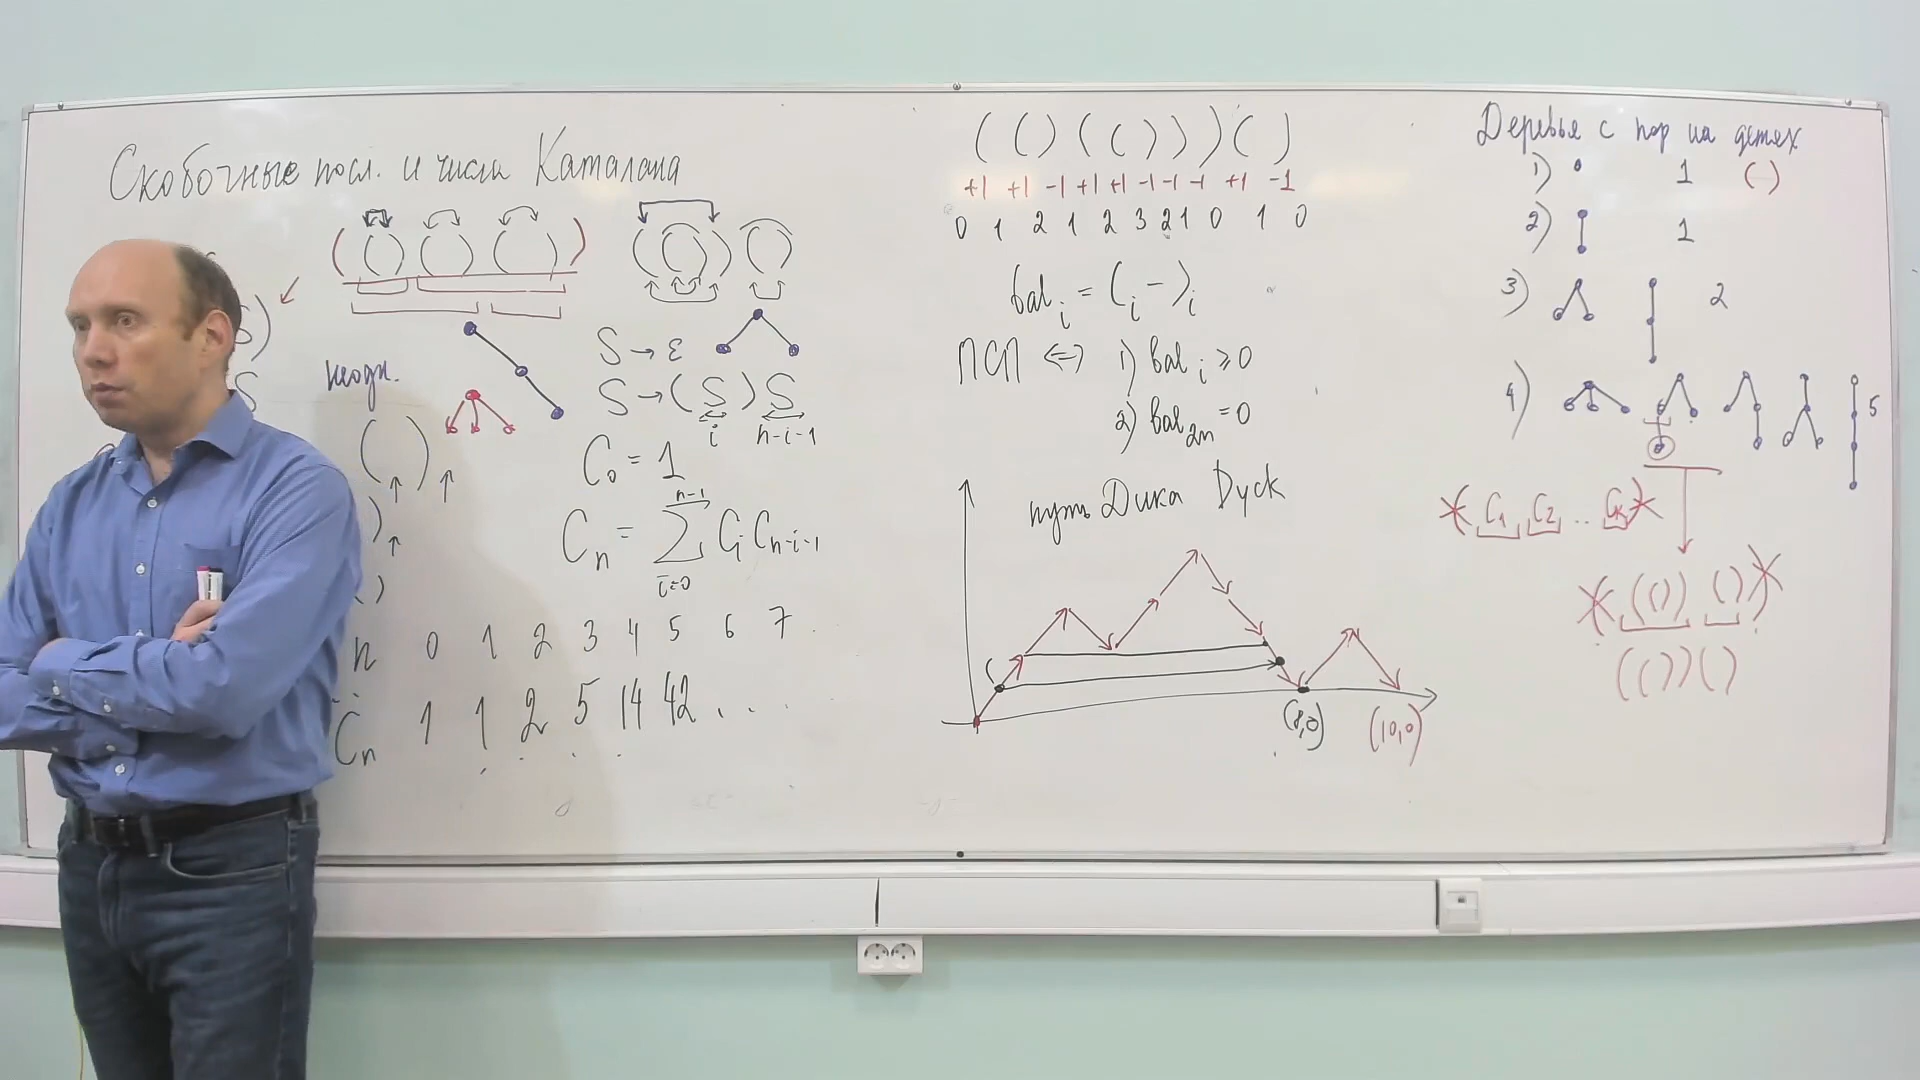 Скобочные посл. и числа Каталана
( ( ) ( ) ( ) )
( ( ) ) ( )
S → ε
неодн.
S → ( S ) S
i n-i-1
C₀ = 1
n-1
Cₙ = ∑ Cᵢ Cₙ₋ᵢ₋₁
i=0
n 0 1 2 3 4 5 6 7
Cₙ 1 1 2 5 14 42 . . .
( ( ) ( ( ) ) ) ( )
+1 +1 -1 +1 +1 -1 -1 -1 +1 -1
0 1 2 1 2 3 2 1 0 1 0
balᵢ = (ᵢ - )ᵢ
ПСП ⇔ 1) balᵢ ⩾ 0
2) bal₂ₙ = 0
путь Дика Dyck
(
(8,0) (10,0)
Деревья с пор на детях
1) 1 ( )
2) 1
3) 2
4) 5
( C₁ C₂ .. Cₖ )
( (()) () )
(())()